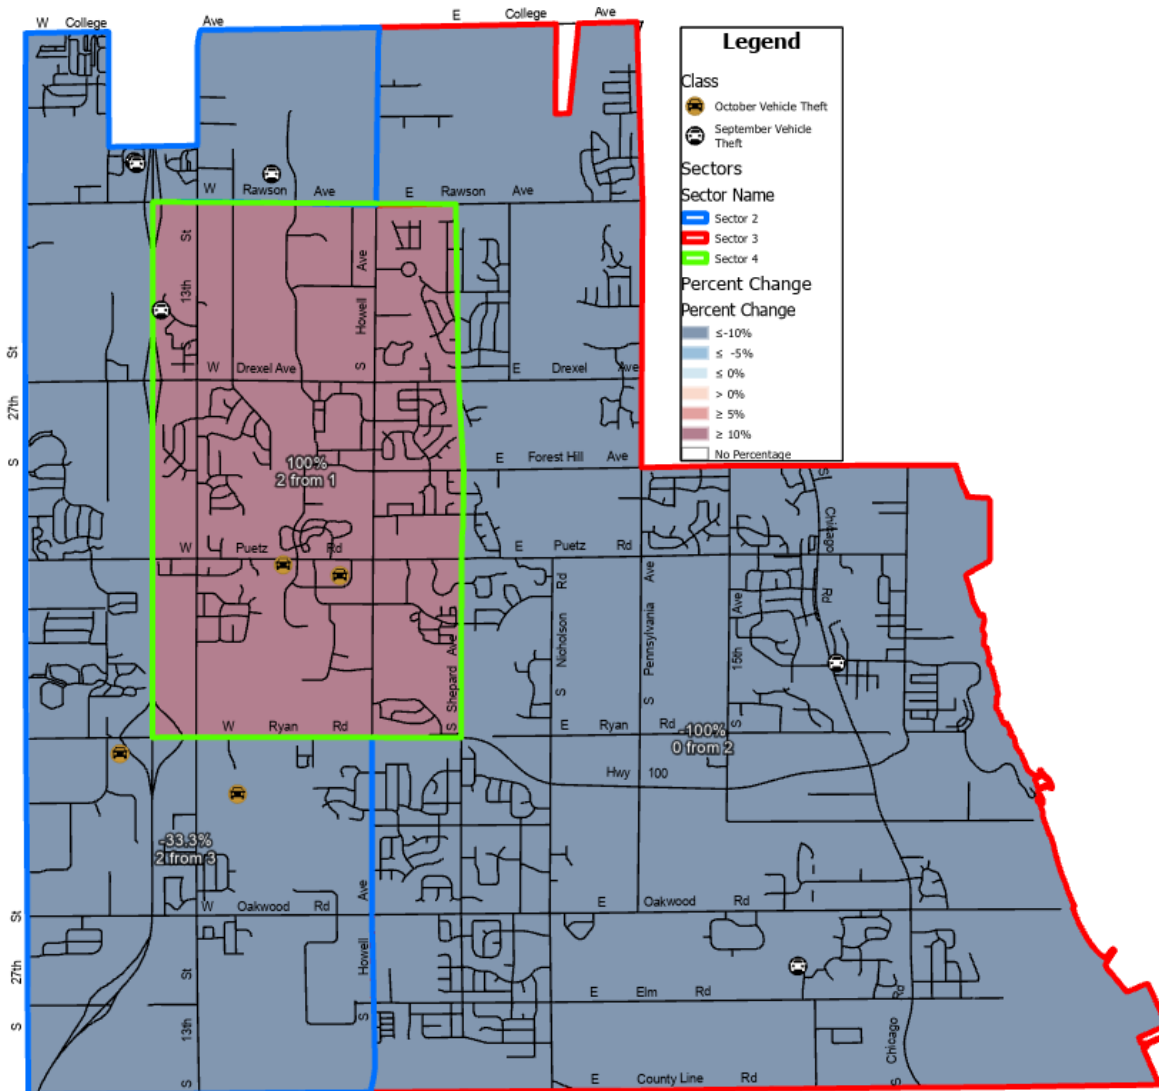 W College Ave
E College Ave
Legend
Class
October Vehicle Theft
September Vehicle
Theft
Sectors
Sector Name
Sector 2
Sector 3
Sector 4
Percent Change
Percent Change
≤-10%
≤ -5%
≤ 0%
> 0%
≥ 5%
≥ 10%
No Percentage
W Rawson Ave
E Rawson Ave
S 13th St
S Howell Ave
S 27th St
W Drexel Ave
E Drexel Ave
E Forest Hill Ave
100%
2 from 1
S Chicago Rd
W Puetz Rd
E Puetz Rd
S Nicholson Rd
S Pennsylvania Ave
S 15th Ave
S Shepard Ave
W Ryan Rd
E Ryan Rd
-100%
0 from 2
Hwy 100
-33.3%
2 from 3
W Oakwood Rd
E Oakwood Rd
S 27th St
S 13th St
S Howell Ave
E Elm Rd
S Chicago Rd
E County Line Rd